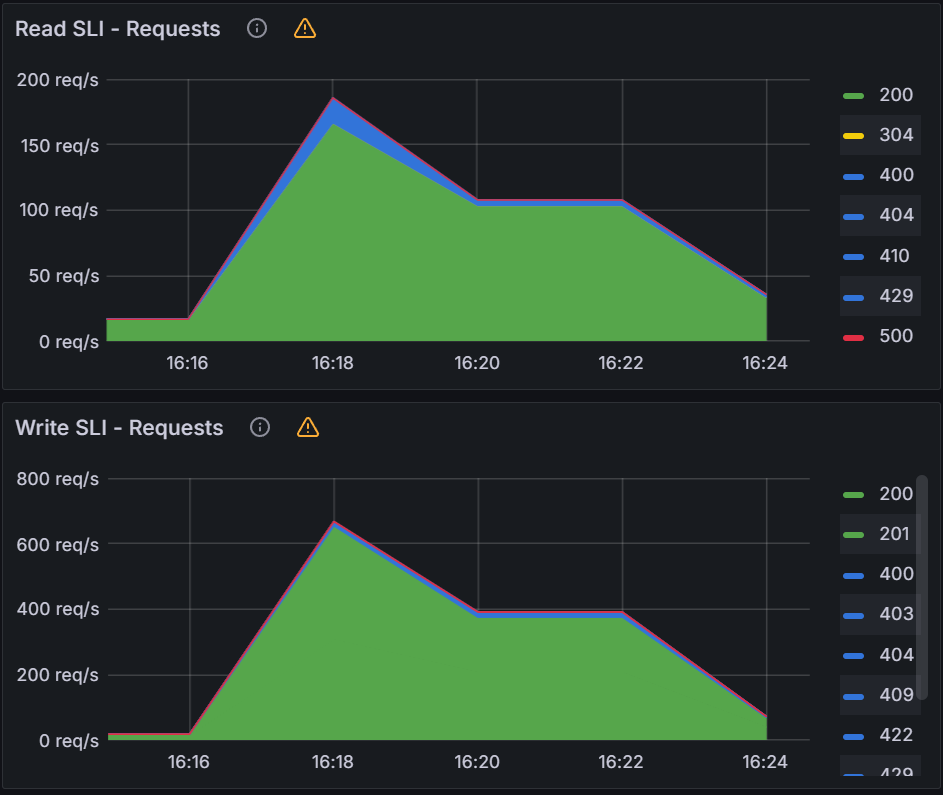 Read SLI - Requests
200 req/s
150 req/s
100 req/s
50 req/s
0 req/s
16:16 16:18 16:20 16:22 16:24
200
304
400
404
410
429
500
Write SLI - Requests
800 req/s
600 req/s
400 req/s
200 req/s
0 req/s
16:16 16:18 16:20 16:22 16:24
200
201
400
403
404
409
422
429